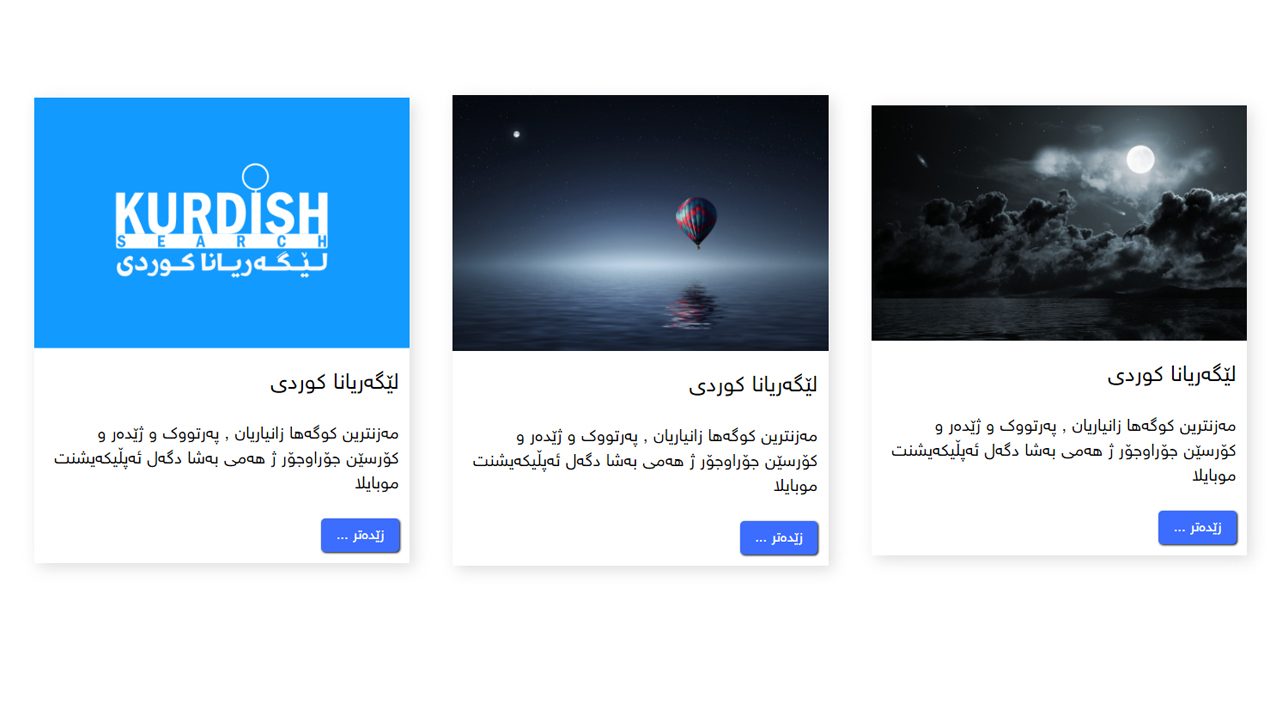 KURDISH
SEARCH
لێگەریانا کوردی
لێگەریانا کوردی
مەزنترین کوگەها زانیاریان , پەرتووک و ژێدەر و
کۆرسێن جۆراوجۆر ژ هەمی بەشا دگەل ئەپڵیکەیشنت
موبایلا
زێدەتر ...
لێگەریانا کوردی
مەزنترین کوگەها زانیاریان , پەرتووک و ژێدەر و
کۆرسێن جۆراوجۆر ژ هەمی بەشا دگەل ئەپڵیکەیشنت
موبایلا
زێدەتر ...
لێگەریانا کوردی
مەزنترین کوگەها زانیاریان , پەرتووک و ژێدەر و
کۆرسێن جۆراوجۆر ژ هەمی بەشا دگەل ئەپڵیکەیشنت
موبایلا
زێدەتر ...